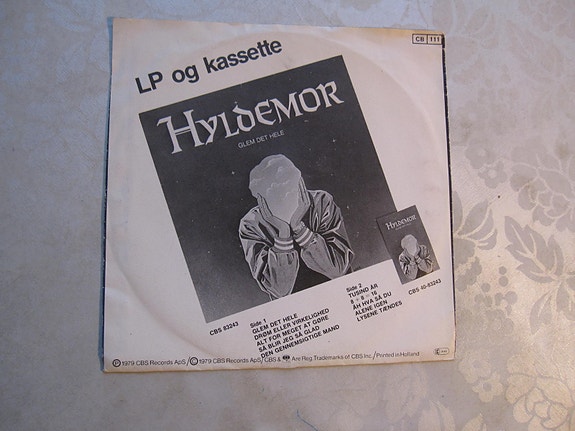 CB 111
LP og kassette
HYLDEMOR
GLEM DET HELE
HYLDEMOR
CBS 83243
Side 1
GLEM DET HELE
DRØM ELLER VIRKELIGHED
ALT FOR MEGET AT GØRE
SÅ BLIR JEG SÅ GLAD
DEN GENNEMSIGTIGE MAND
Side 2
TUSIND ÅR
8 - 8 - 16
ÅH HVA SÅ DU
ALENE IGEN
LYSENE TÆNDES
CBS 40-83243
Ⓟ 1979 CBS Records ApS / © 1979 CBS Records ApS / CBS & Are Reg. Trademarks of CBS Inc. / Printed in Holland